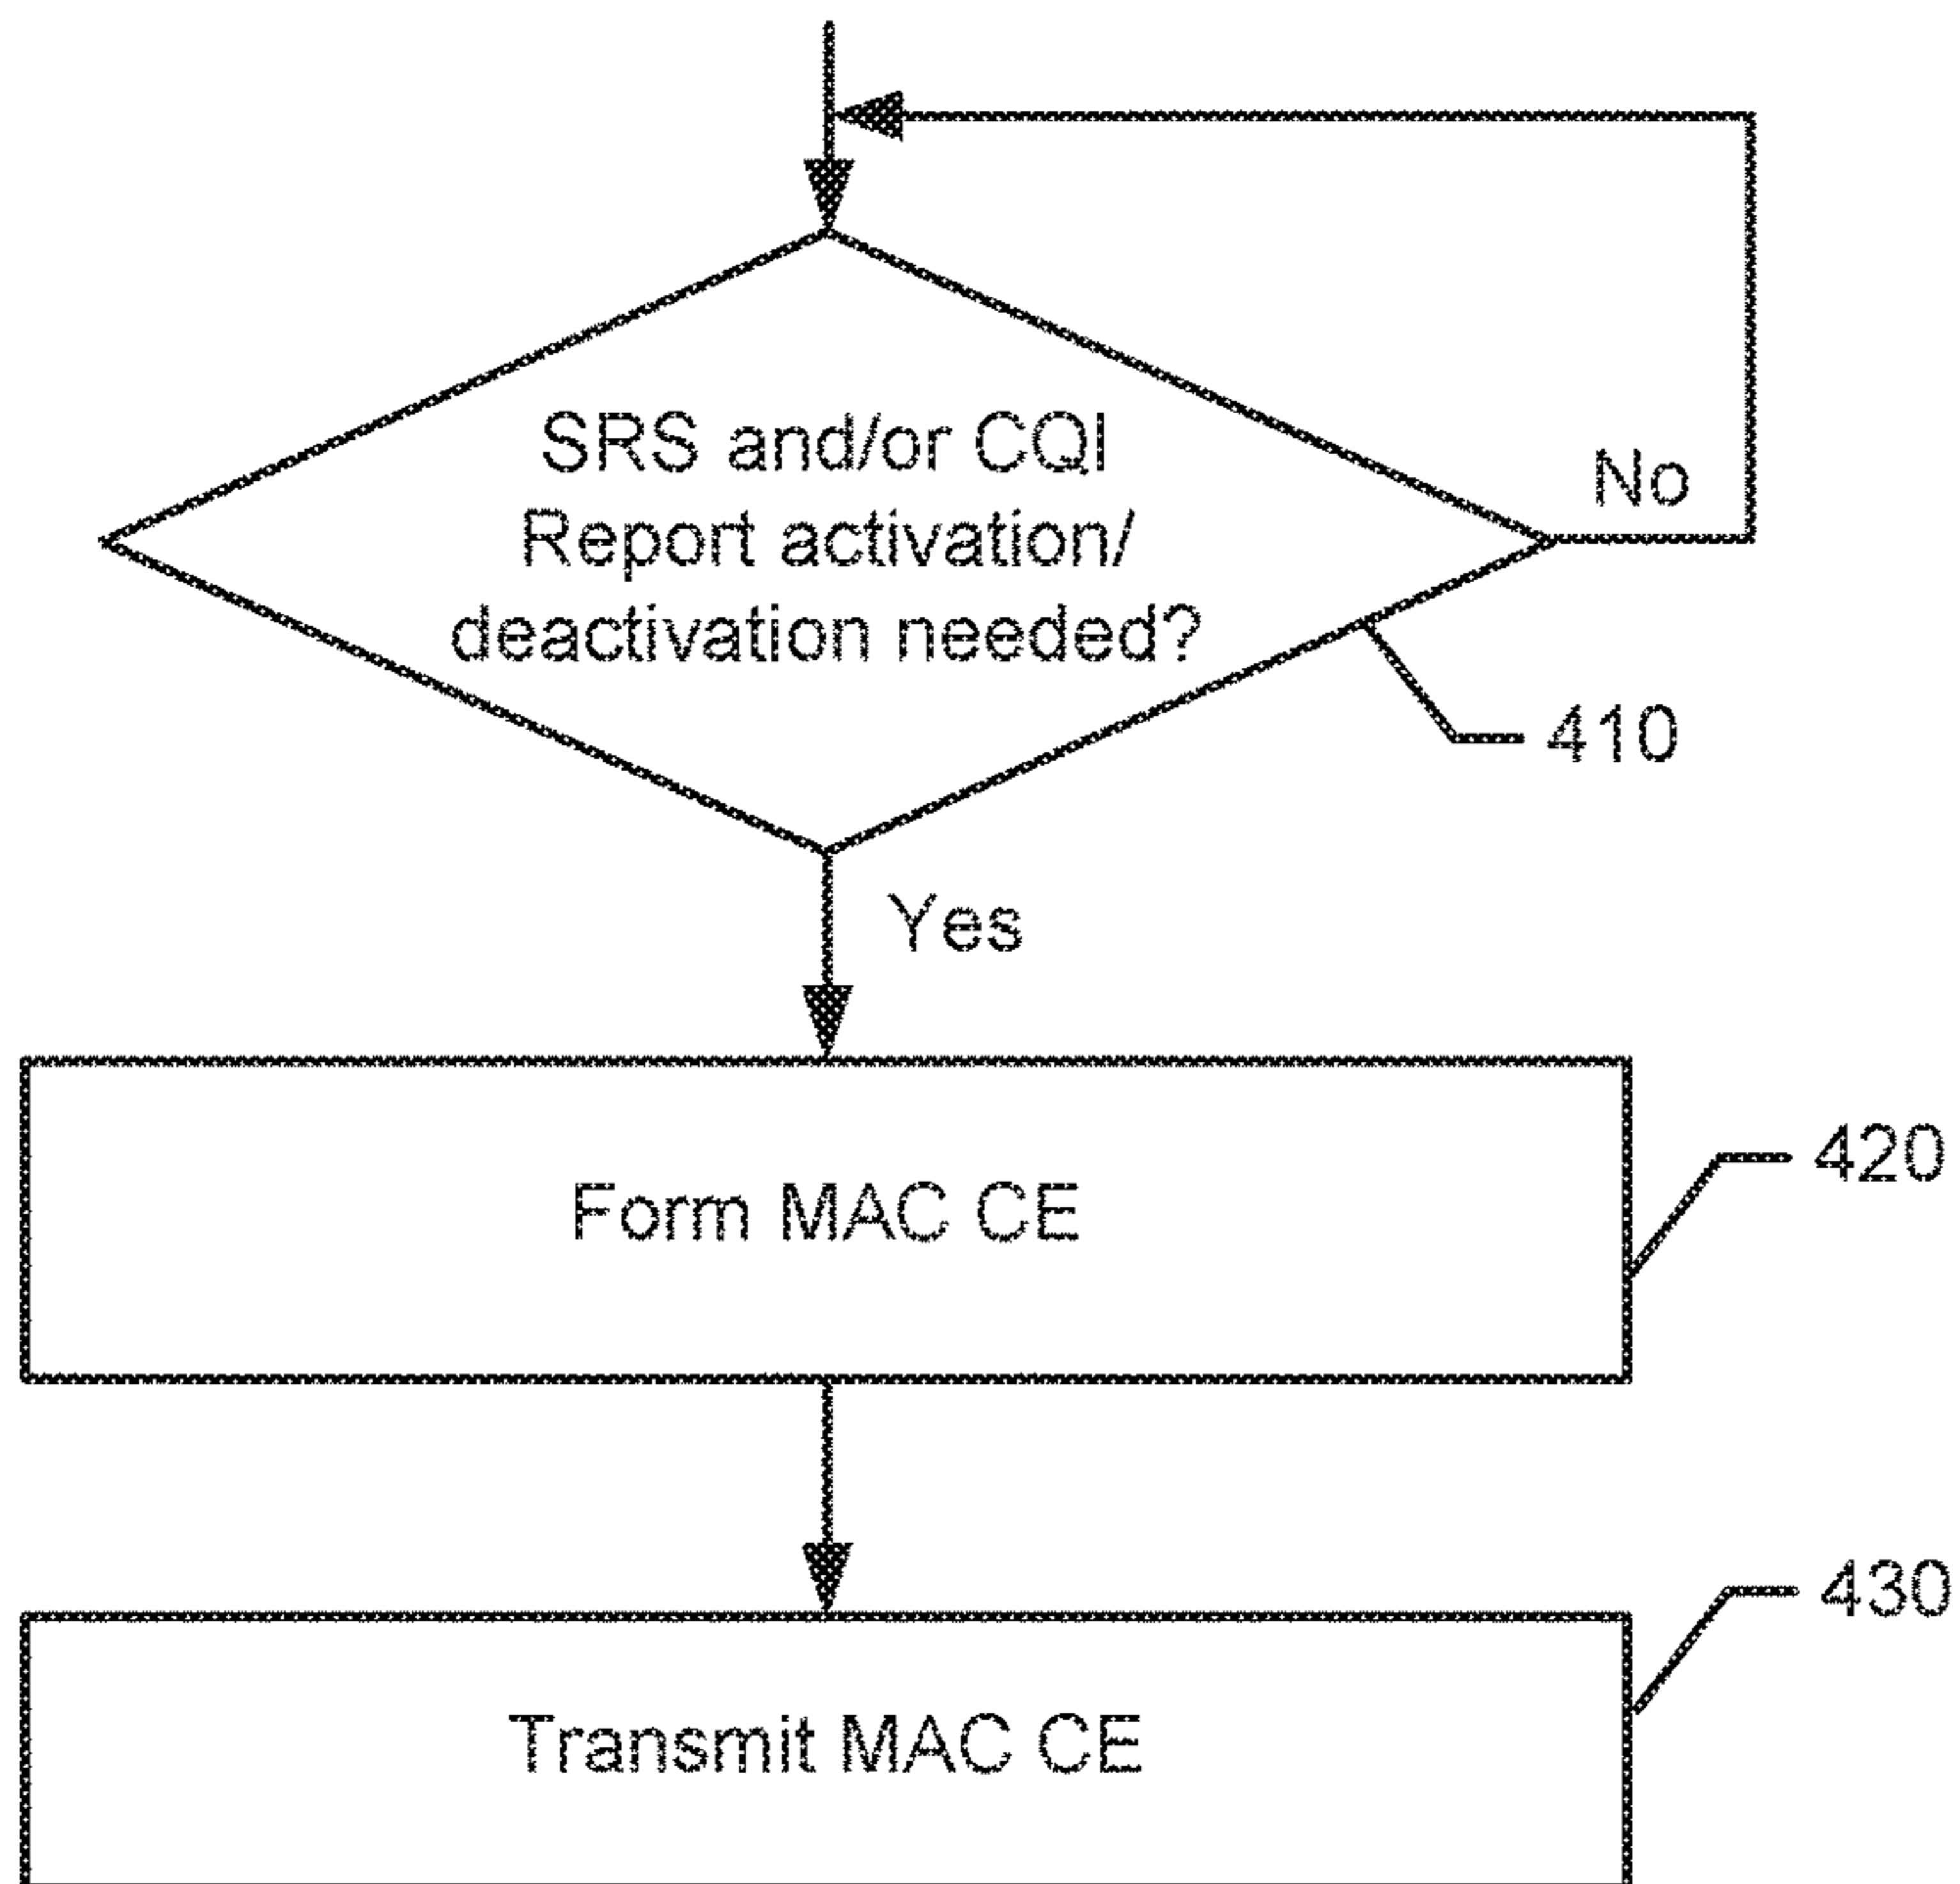 SRS and/or CQI
Report activation/
deactivation needed?
No
410
Yes
Form MAC CE
420
Transmit MAC CE
430